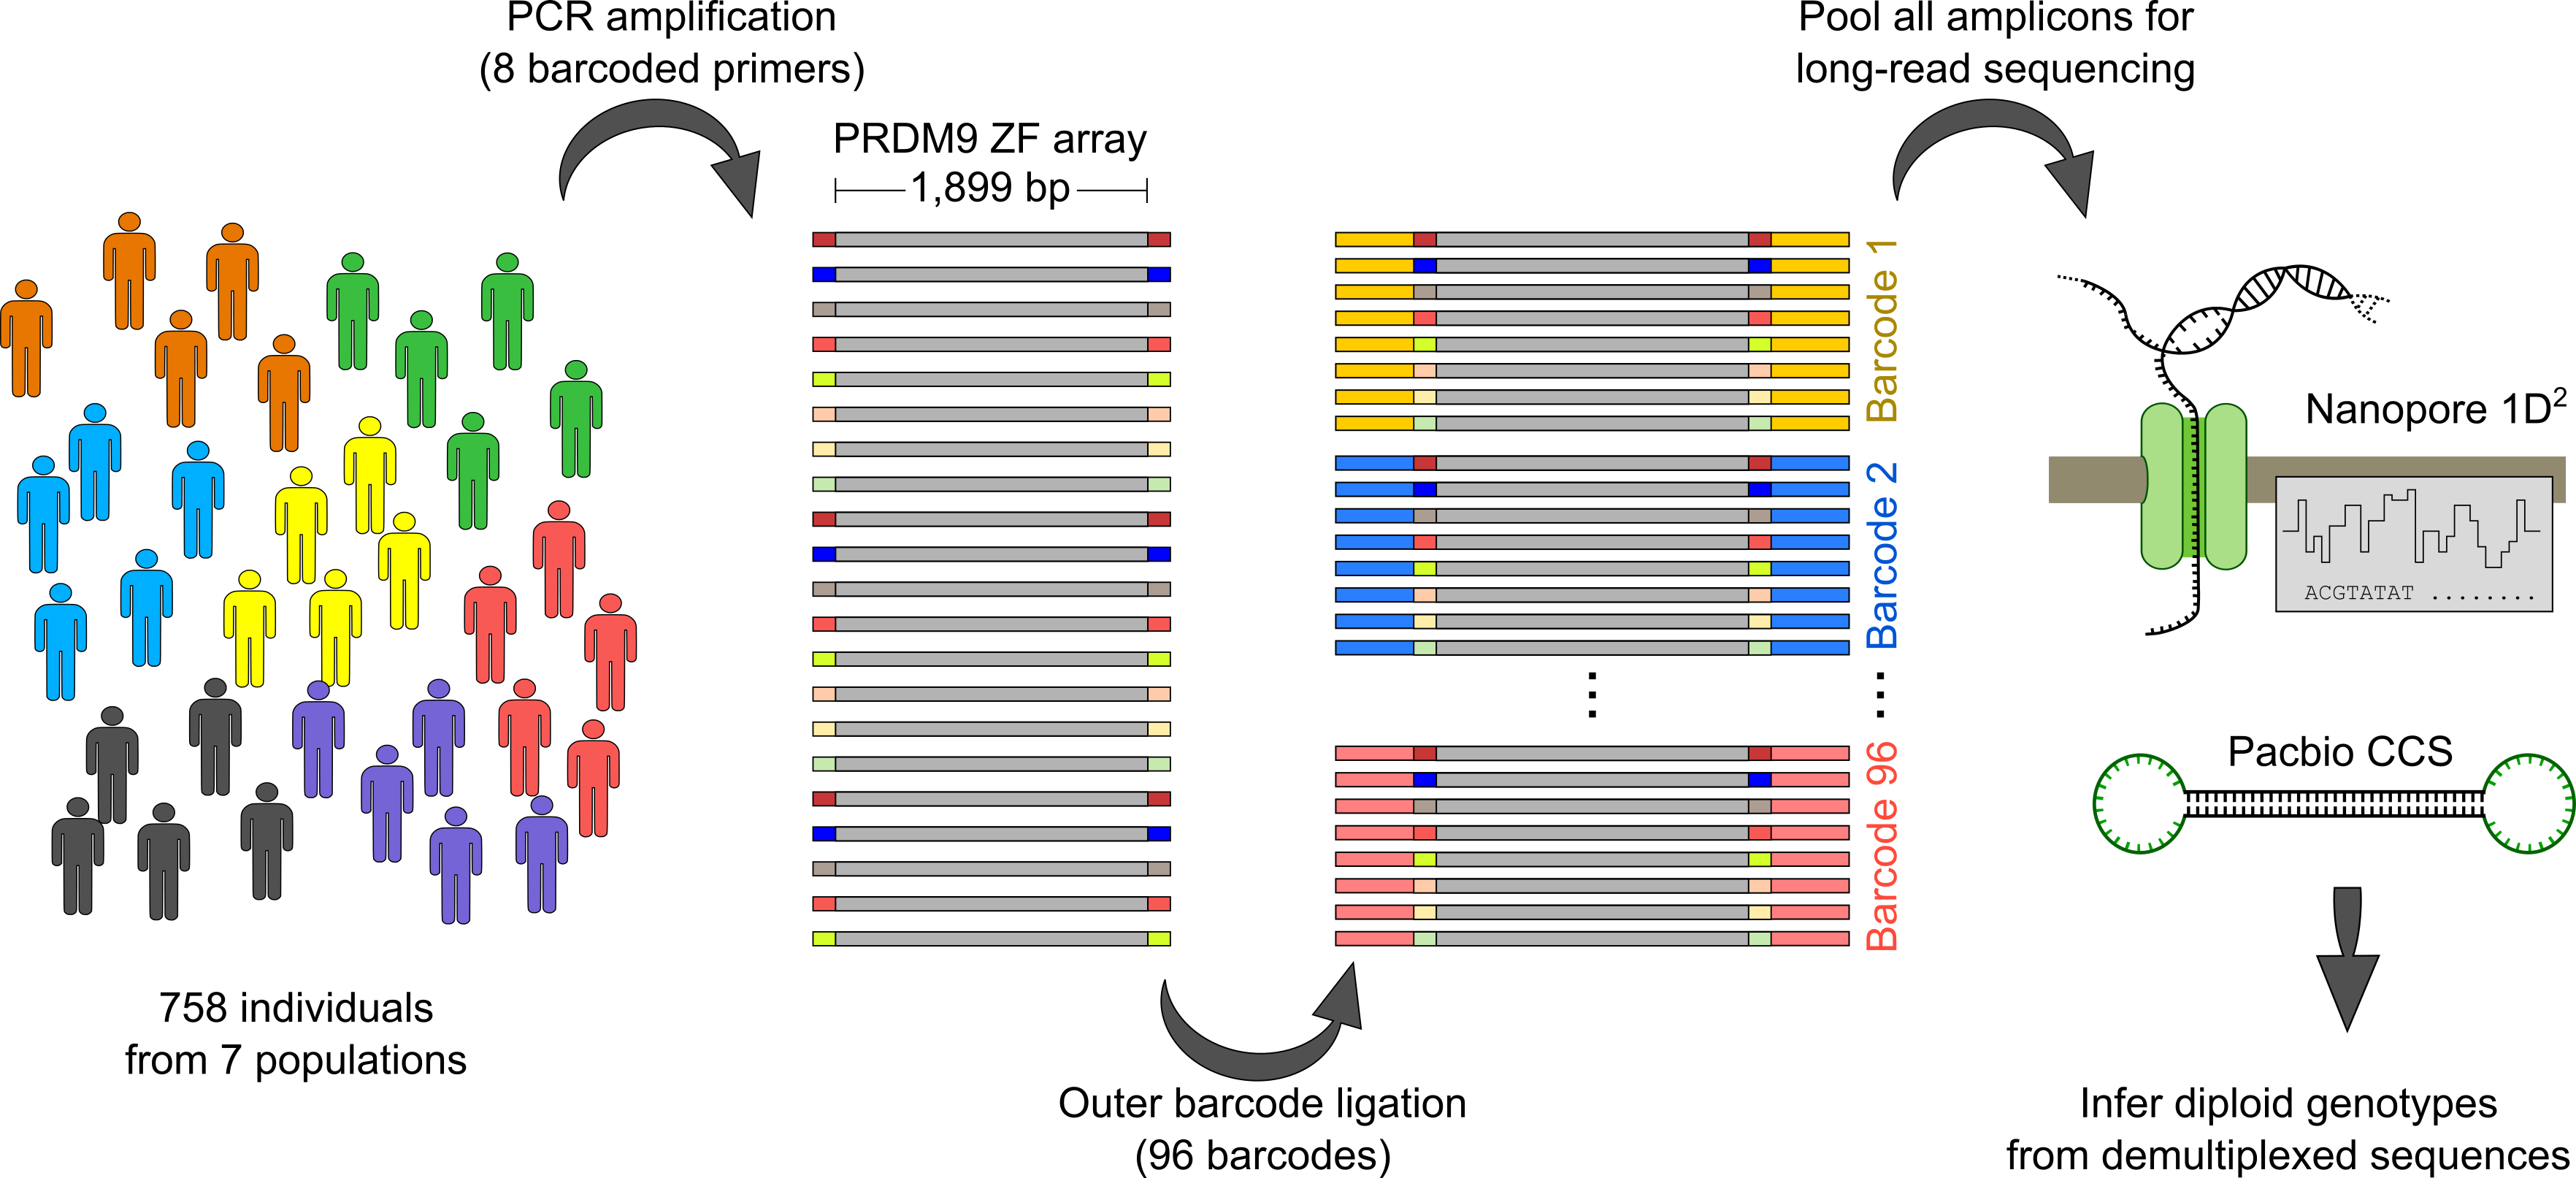 PCR amplification
(8 barcoded primers)
PRDM9 ZF array
1,899 bp
758 individuals
from 7 populations
Outer barcode ligation
(96 barcodes)
Barcode 1
Barcode 2
Barcode 96
Pool all amplicons for
long-read sequencing
Nanopore 1D²
ACGTATAT ........
Pacbio CCS
Infer diploid genotypes
from demultiplexed sequences